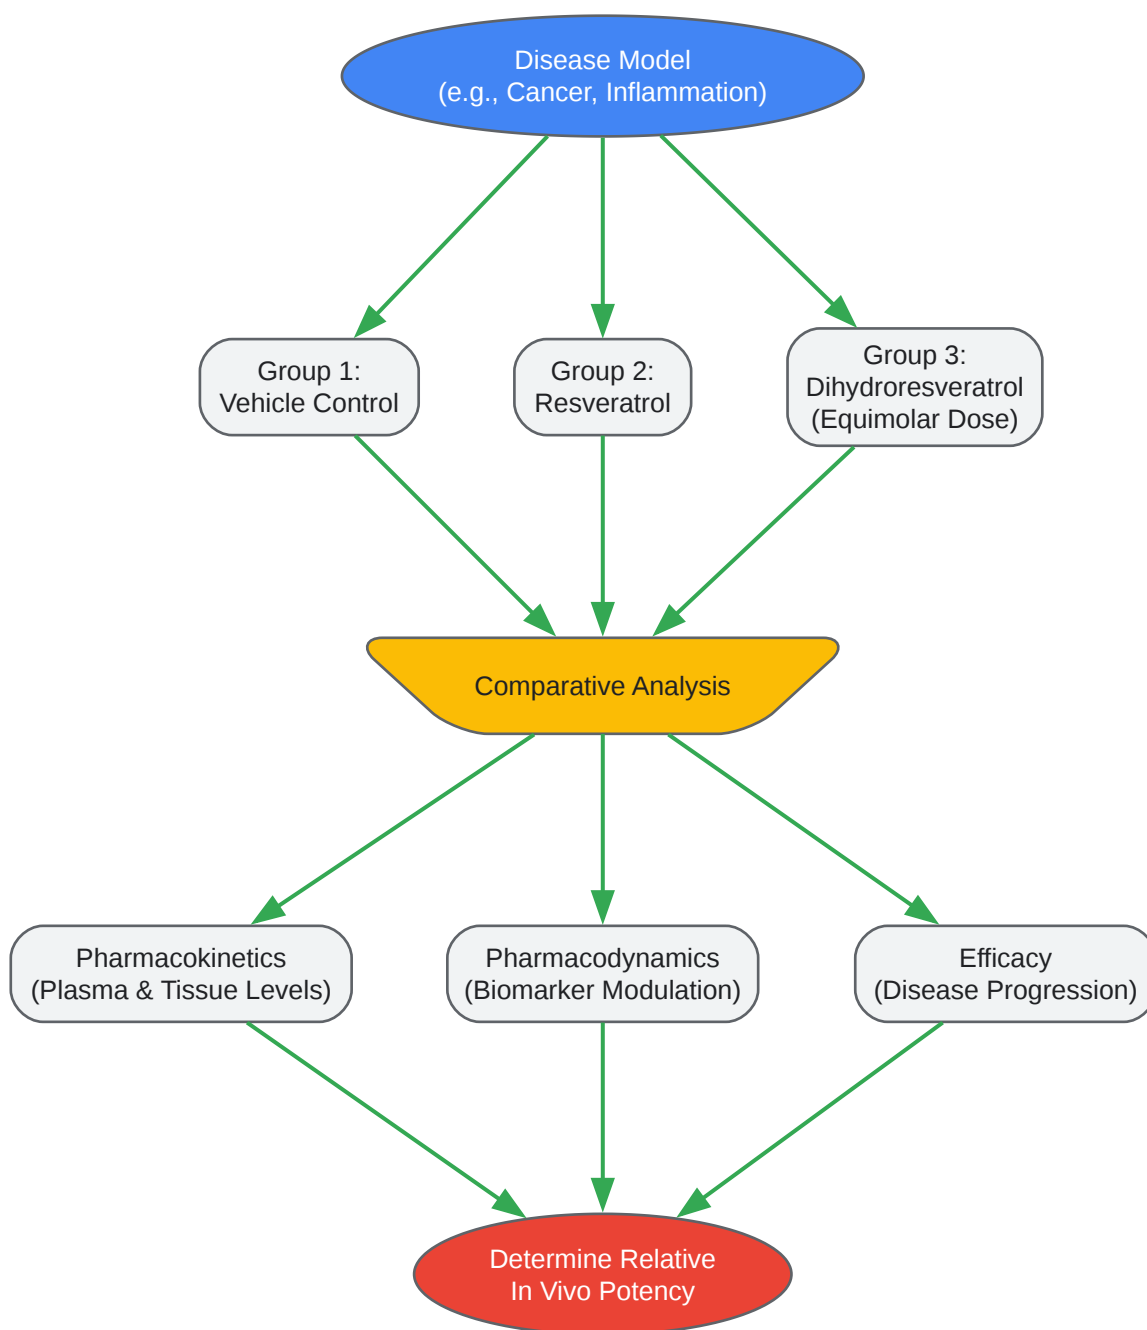 Disease Model
(e.g., Cancer, Inflammation)
Group 1:
Vehicle Control
Group 2:
Resveratrol
Group 3:
Dihydroresveratrol
(Equimolar Dose)
Comparative Analysis
Pharmacokinetics
(Plasma & Tissue Levels)
Pharmacodynamics
(Biomarker Modulation)
Efficacy
(Disease Progression)
Determine Relative
In Vivo Potency